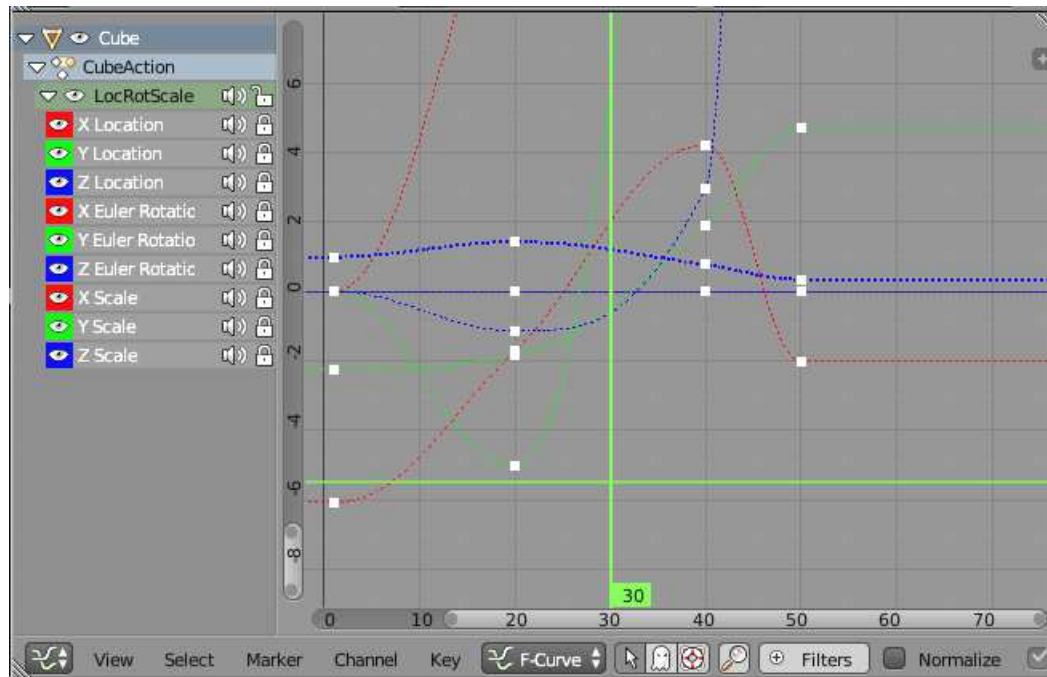 Cube
CubeAction
LocRotScale
X Location
Y Location
Z Location
X Euler Rotatic
Y Euler Rotatio
Z Euler Rotatic
X Scale
Y Scale
Z Scale
6
4
2
0
-2
-4
-6
-8
30
0 10 20 30 40 50 60 70
View Select Marker Channel Key F-Curve Filters Normalize